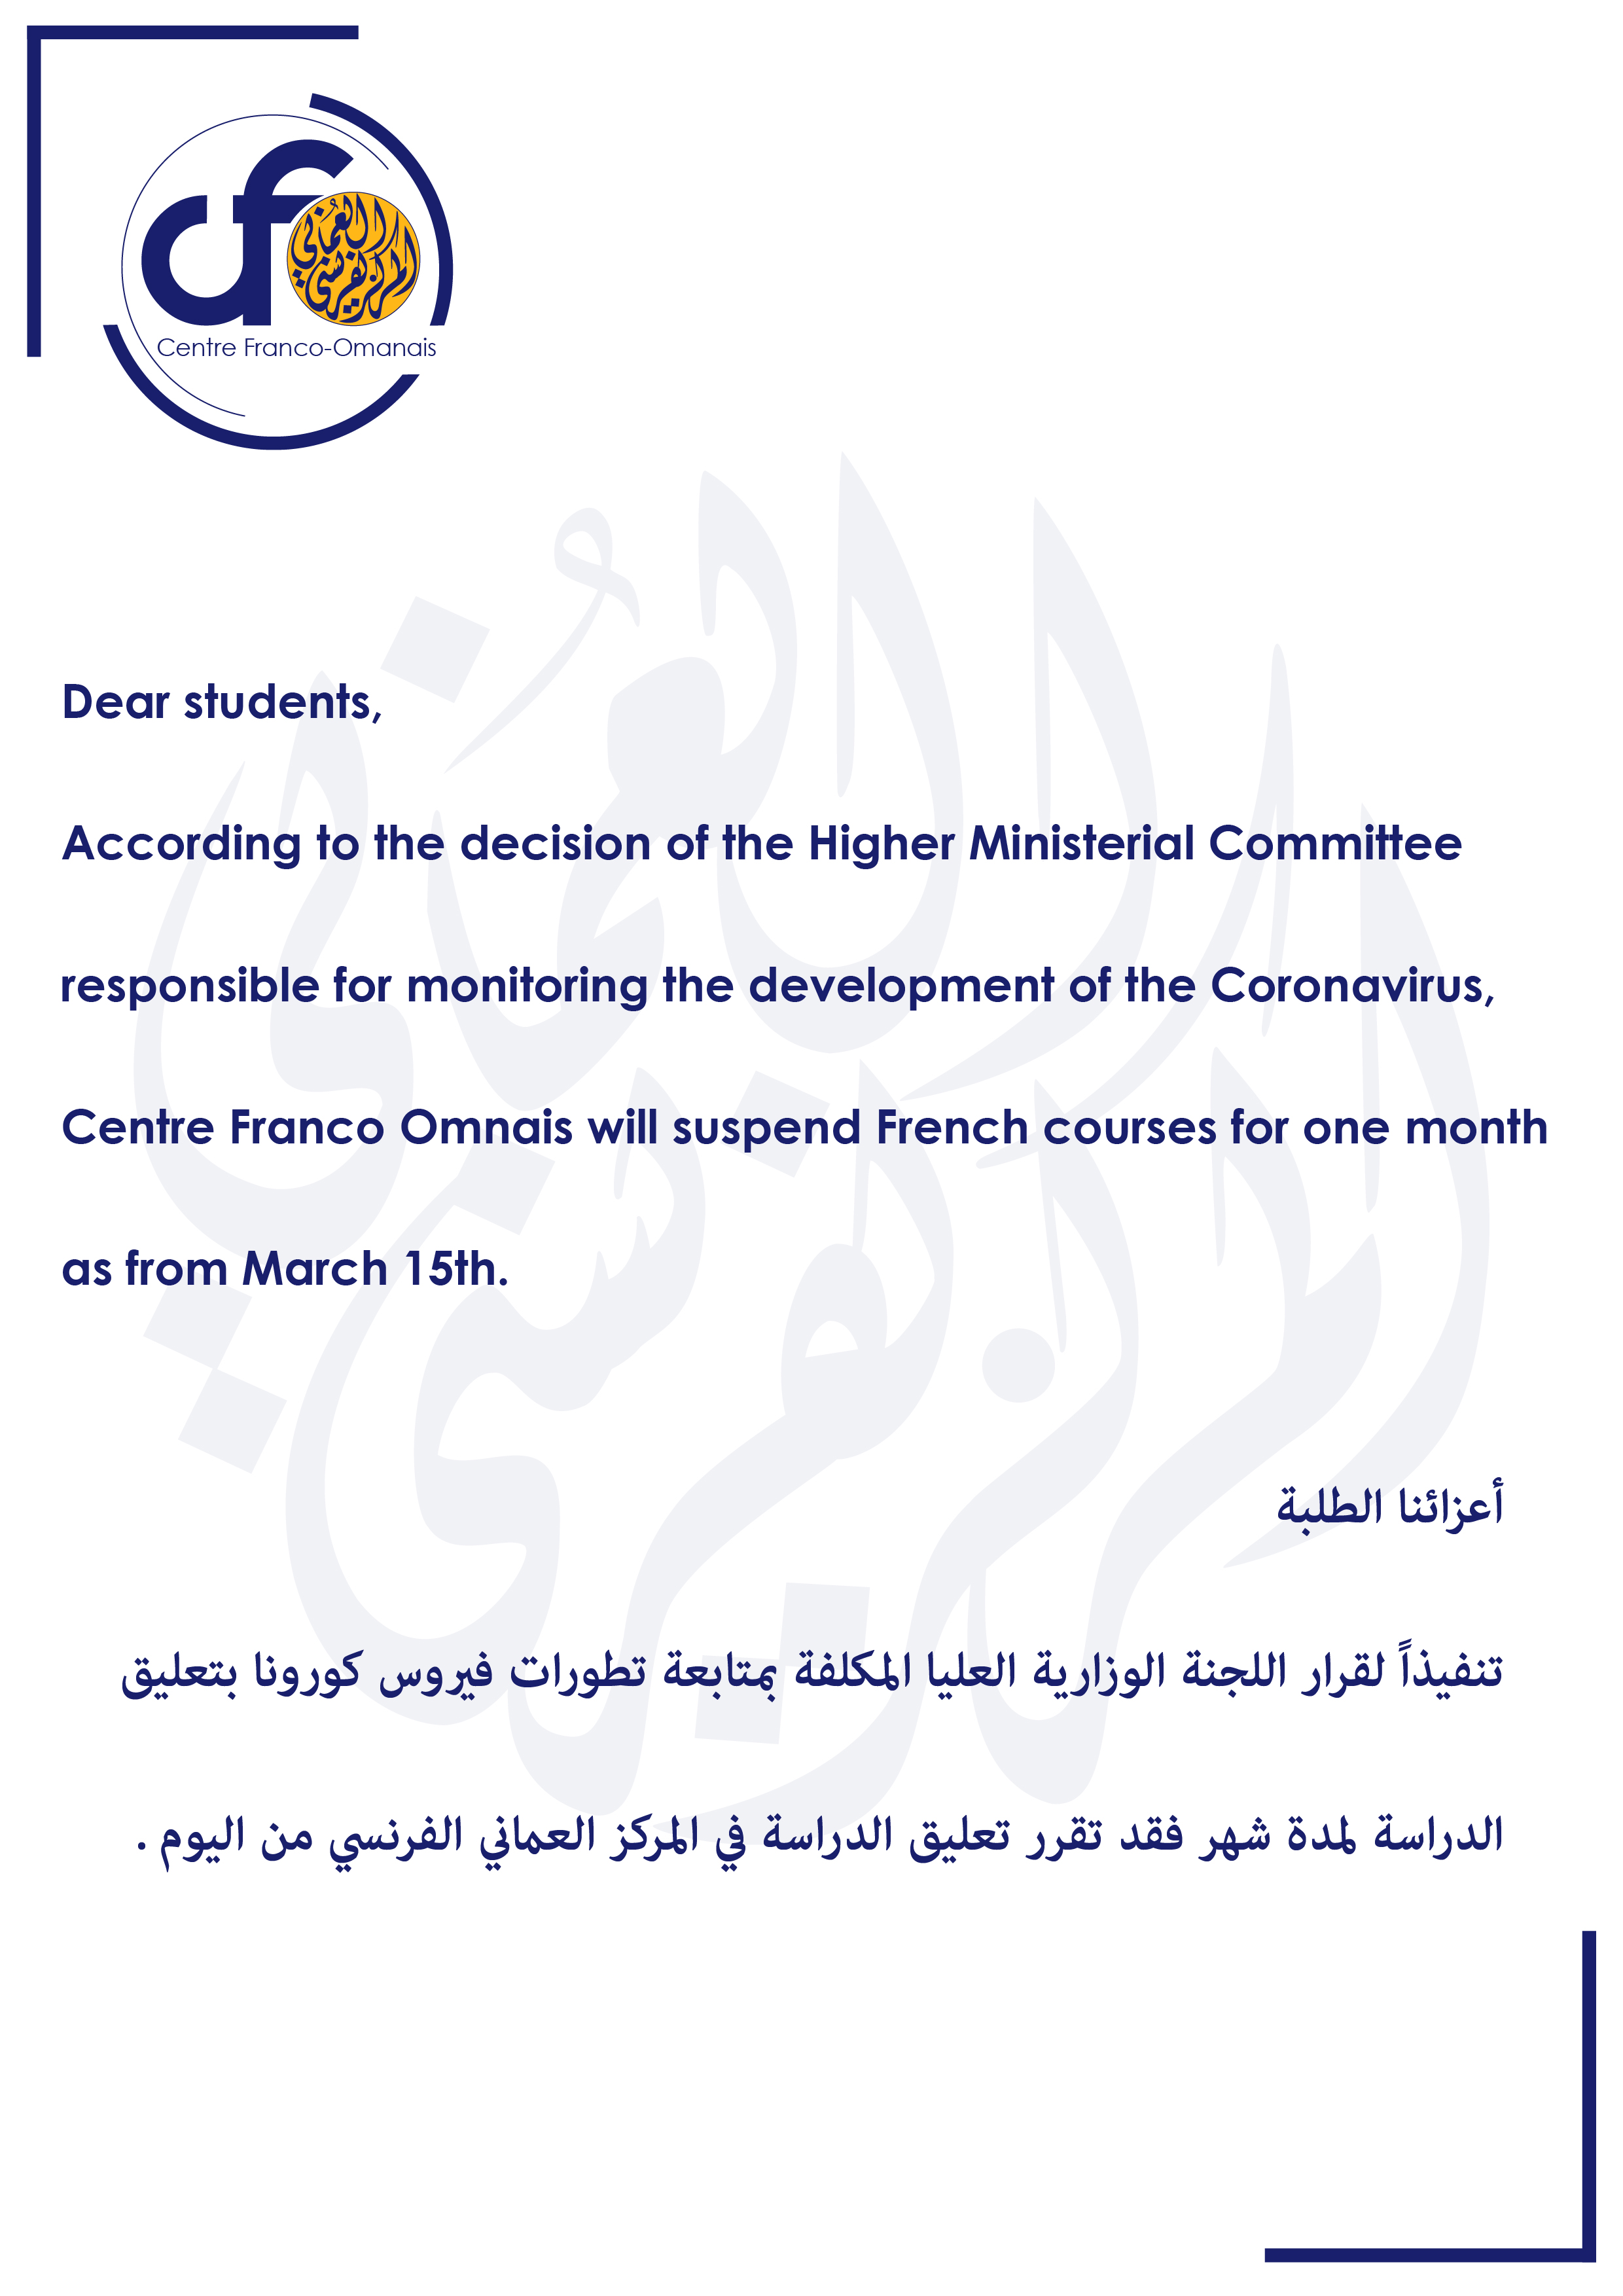 cfo
المركز الفرنسي العُماني
Centre Franco-Omanais
Dear students,
According to the decision of the Higher Ministerial Committee
responsible for monitoring the development of the Coronavirus,
Centre Franco Omnais will suspend French courses for one month
as from March 15th.
أعزائنا الطلبة
تنفيذاً لقرار اللجنة الوزارية العليا المكلفة بمتابعة تطورات فيروس كورونا بتعليق
الدراسة لمدة شهر فقد تقرر تعليق الدراسة في المركز العماني الفرنسي من اليوم .